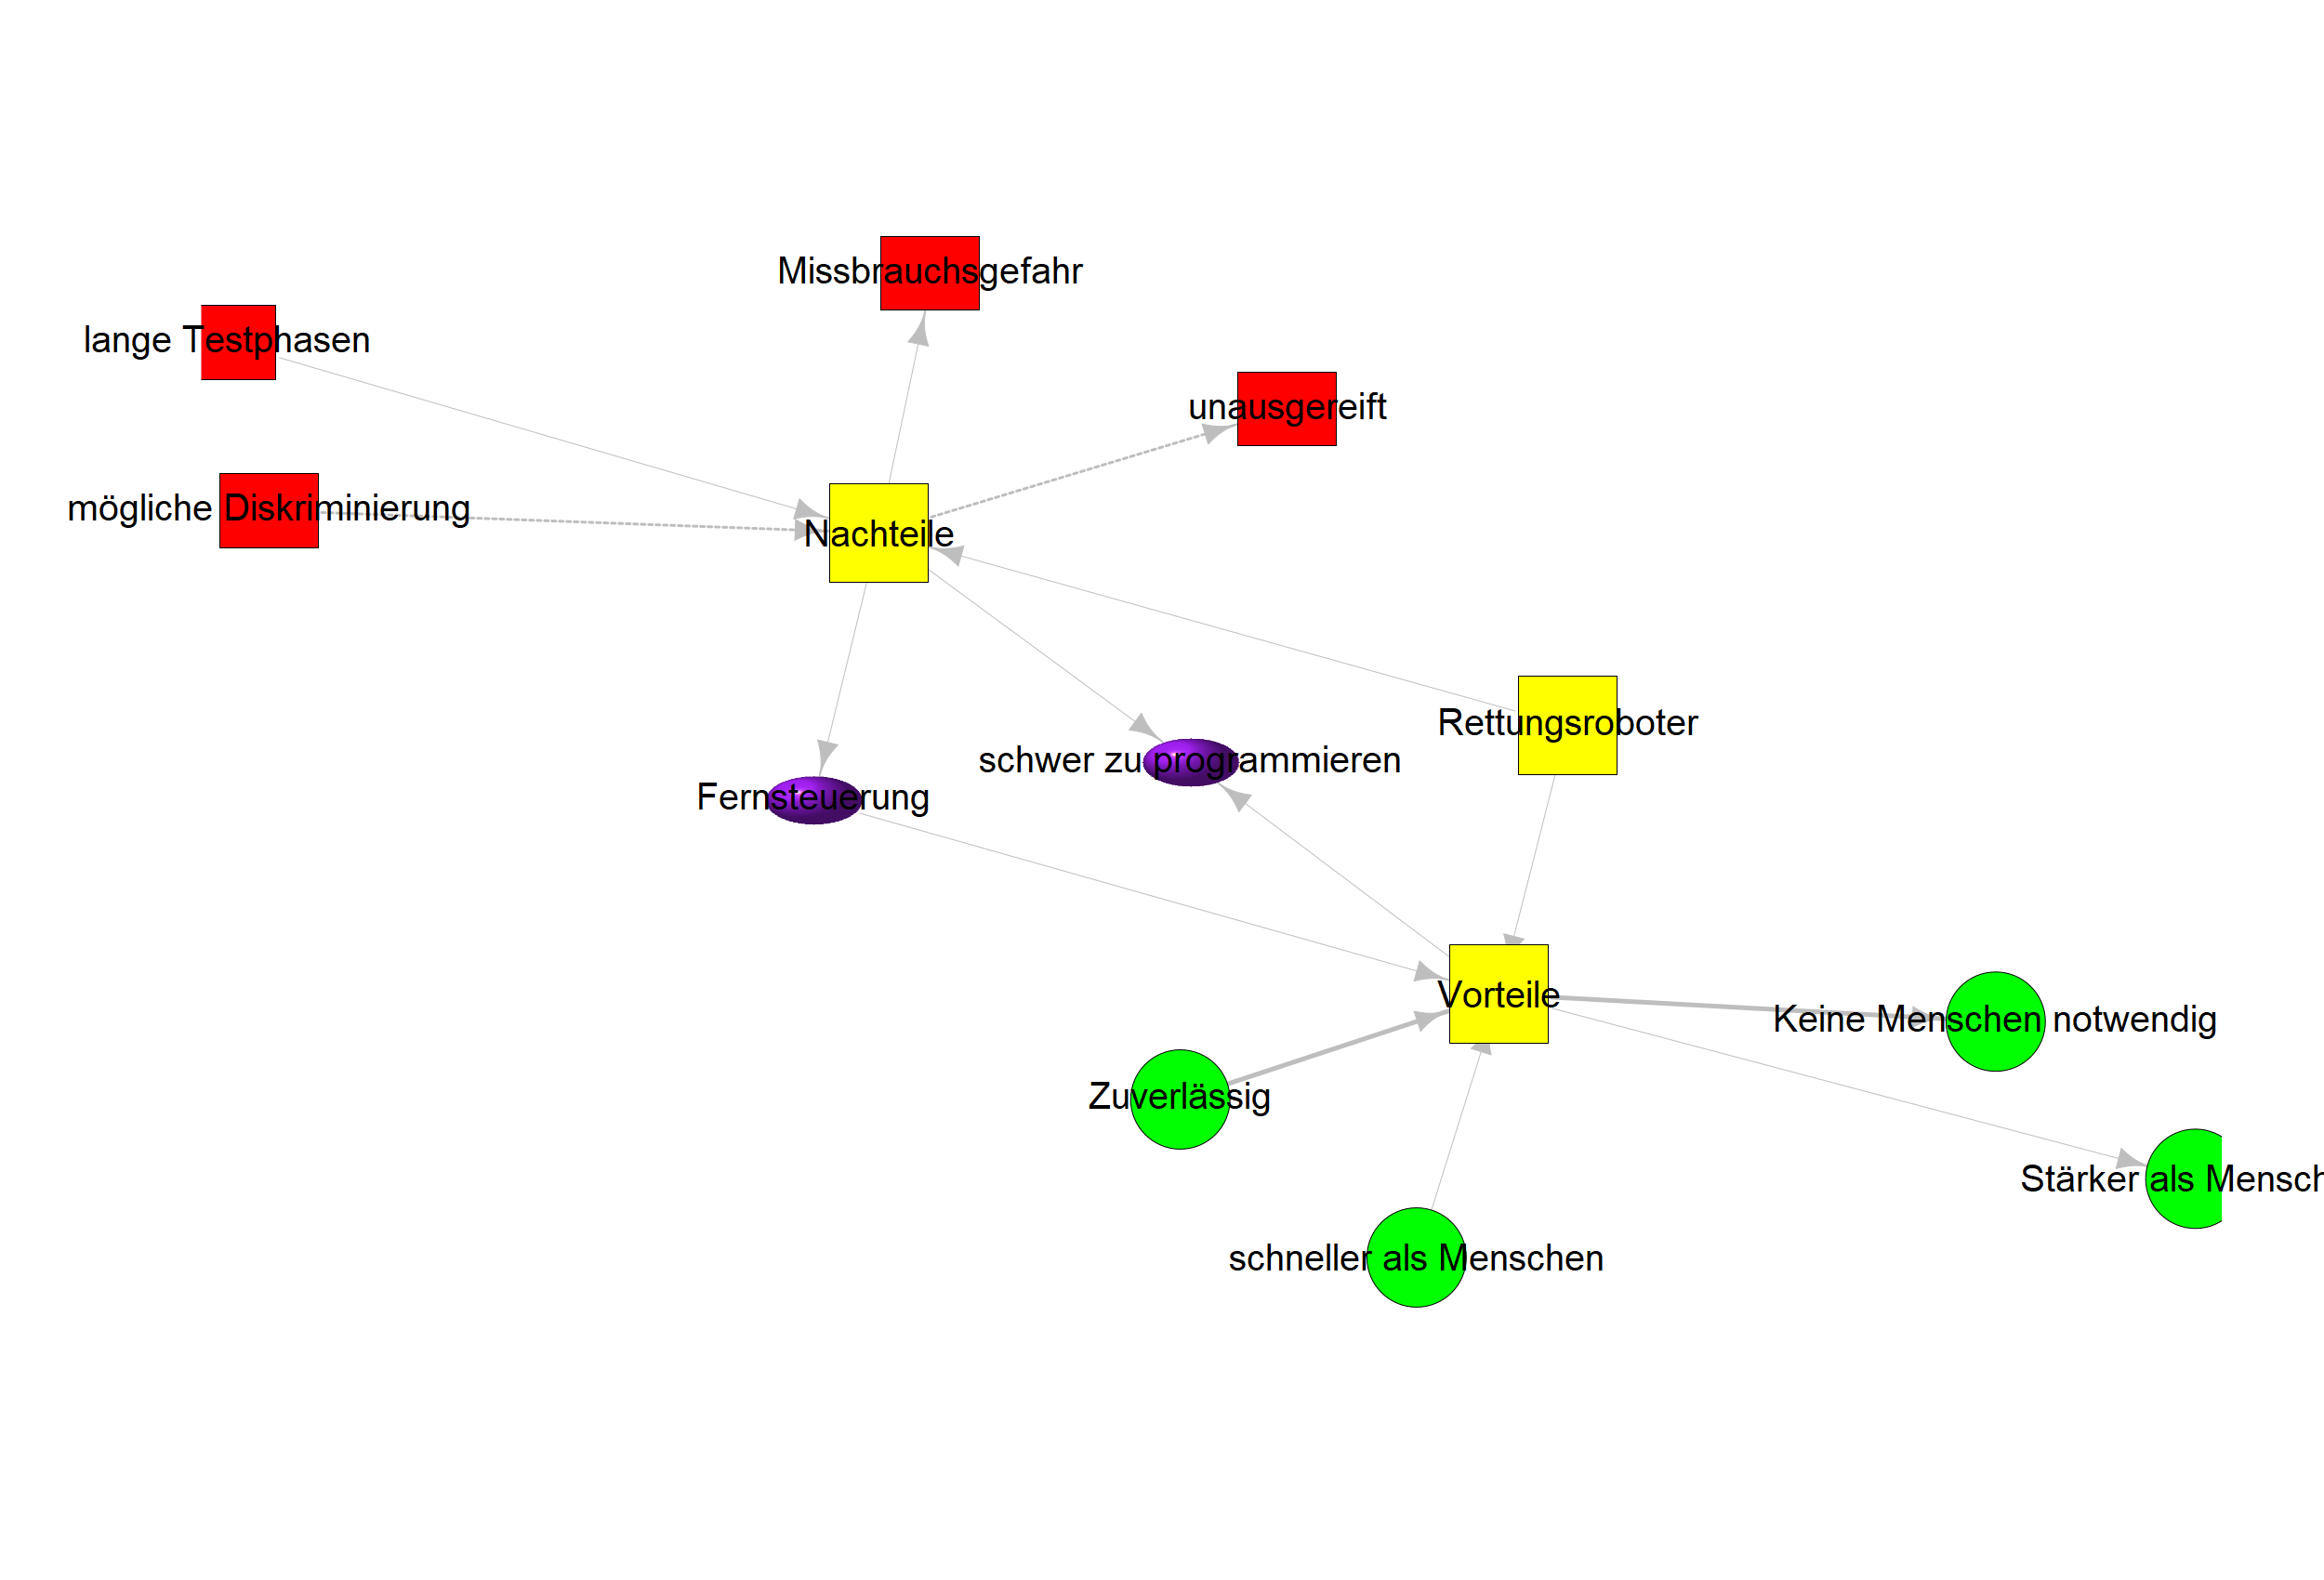 Missbrauchsgefahr
lange Testphasen
unausgereift
mögliche Diskriminierung
Nachteile
Rettungsroboter
schwer zu programmieren
Fernsteuerung
Vorteile
Keine Menschen notwendig
Zuverlässig
Stärker als Mensch
schneller als Menschen